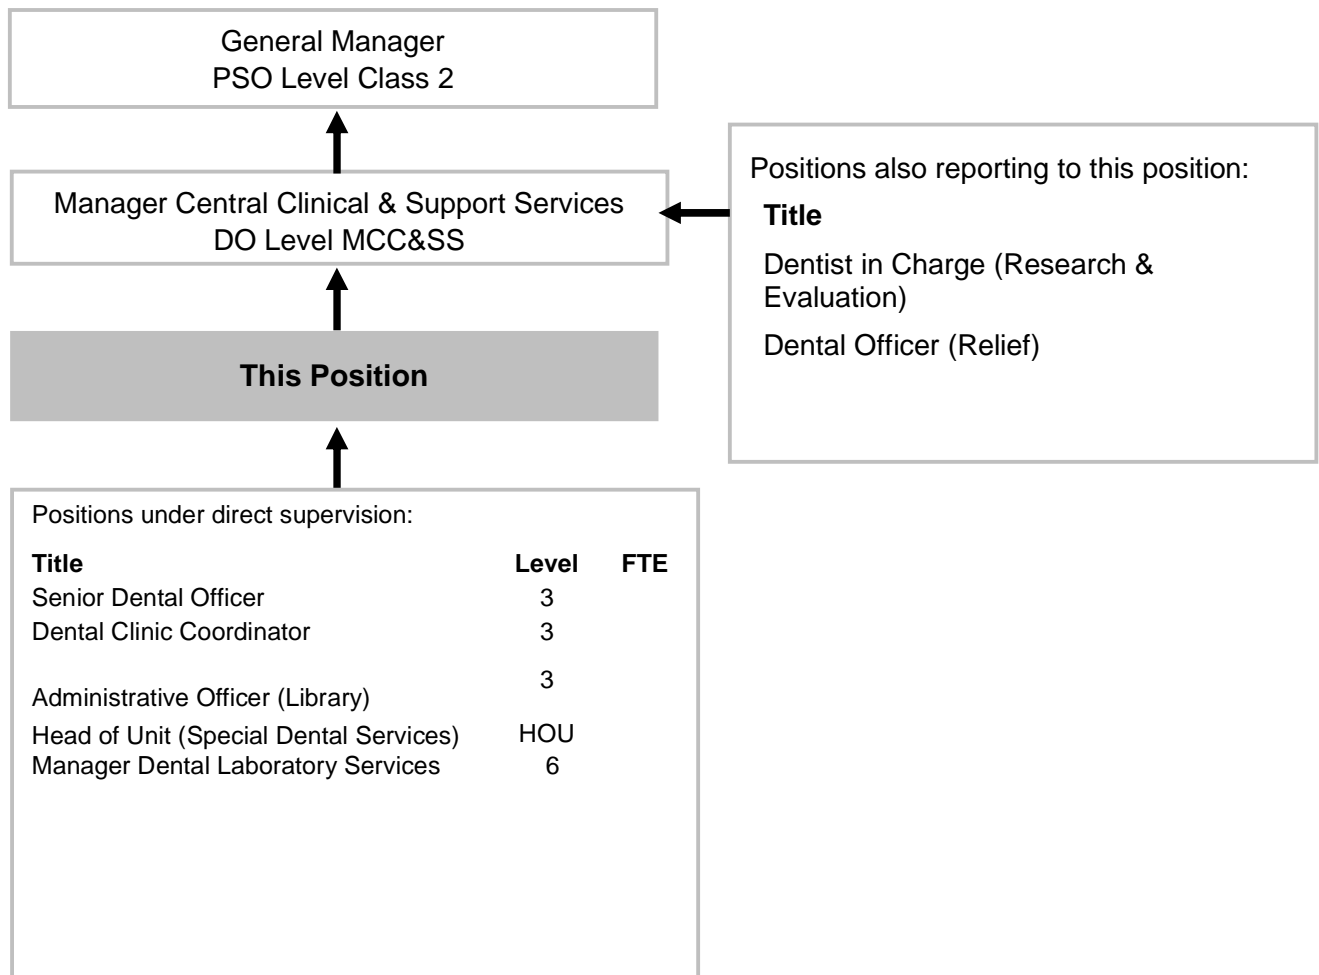 General Manager
PSO Level Class 2
Manager Central Clinical & Support Services
DO Level MCC&SS
Positions also reporting to this position:
Title
Dentist in Charge (Research &
Evaluation)
Dental Officer (Relief)
This Position
Positions under direct supervision:
Title Level FTE
Senior Dental Officer 3
Dental Clinic Coordinator 3
Administrative Officer (Library) 3
Head of Unit (Special Dental Services) HOU
Manager Dental Laboratory Services 6